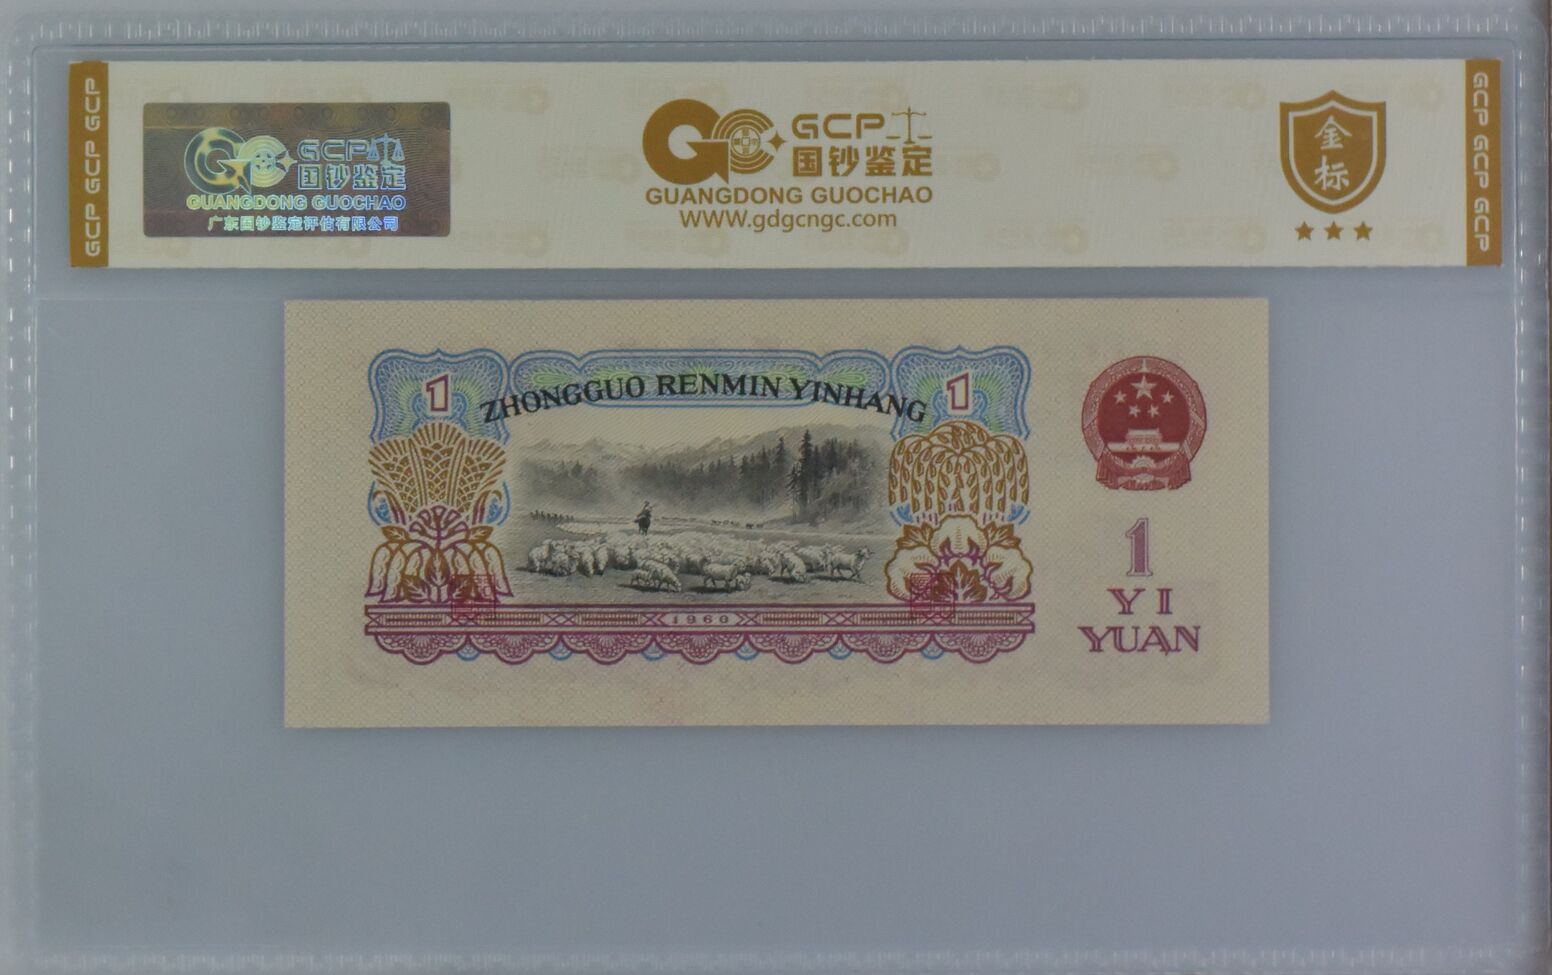 GCP GCP GCP
GCP
国钞鉴定
GUANGDONG GUOCHAO
广东国钞鉴定评估有限公司
GCP
国钞鉴定
GUANGDONG GUOCHAO
WWW.gdgcngc.com
金标
GCP GCP GCP
1
ZHONGGUO RENMIN YINHANG
1
1960
1
YI
YUAN